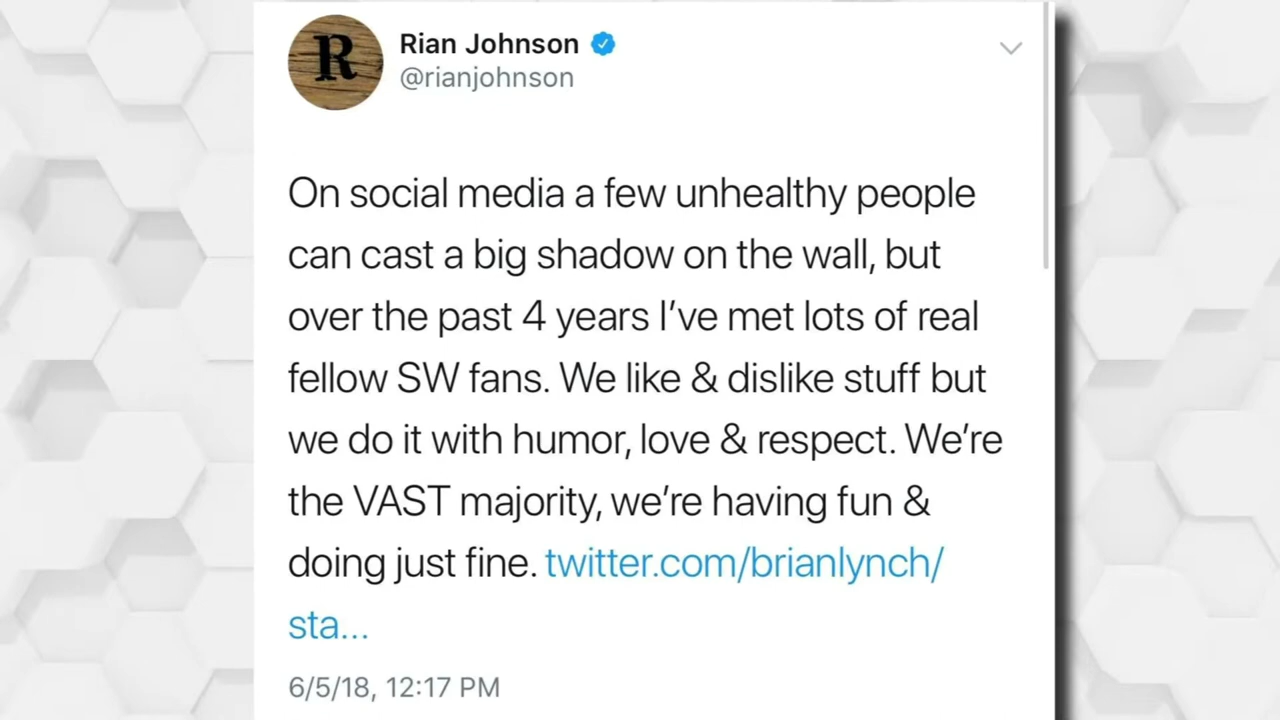 R
Rian Johnson
@rianjohnson
On social media a few unhealthy people
can cast a big shadow on the wall, but
over the past 4 years I’ve met lots of real
fellow SW fans. We like & dislike stuff but
we do it with humor, love & respect. We’re
the VAST majority, we’re having fun &
doing just fine. twitter.com/brianlynch/
sta...
6/5/18, 12:17 PM